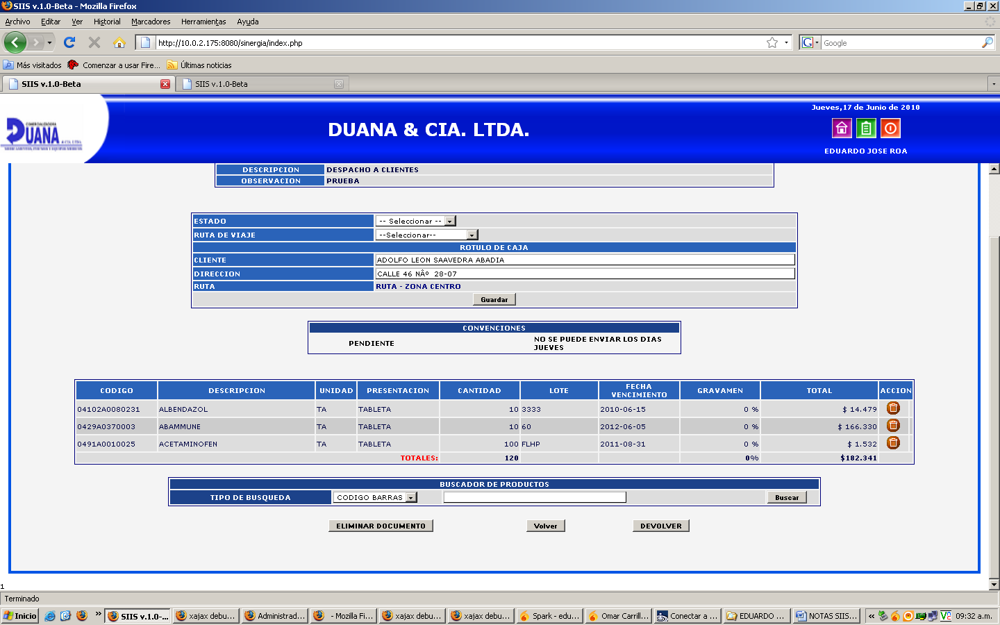 SIIS v.1.0-Beta - Mozilla Firefox
Archivo Editar Ver Historial Marcadores Herramientas Ayuda
http://10.0.2.175:8080/sinergia/index.php
Google
Más visitados Comenzar a usar Fire... Últimas noticias
SIIS v.1.0-Beta SIIS v.1.0-Beta
DUANA
DUANA & CIA. LTDA.
Jueves,17 de Junio de 2010
EDUARDO JOSE ROA
DESCRIPCION DESPACHO A CLIENTES
OBSERVACION PRUEBA
ESTADO -- Seleccionar --
RUTA DE VIAJE --Seleccionar--
ROTULO DE CAJA
CLIENTE ADOLFO LEON SAAVEDRA ABADIA
DIRECCION CALLE 46 NÂº 28-07
RUTA RUTA - ZONA CENTRO
Guardar
CONVENCIONES
PENDIENTE NO SE PUEDE ENVIAR LOS DIAS JUEVES
CODIGO DESCRIPCION UNIDAD PRESENTACION CANTIDAD LOTE FECHA VENCIMIENTO GRAVAMEN TOTAL ACCION
04102A0080231 ALBENDAZOL TA TABLETA 10 3333 2010-06-15 0 % $ 14.479
0429A0370003 ABAMMUNE TA TABLETA 10 60 2012-06-05 0 % $ 166.330
0491A0010025 ACETAMINOFEN TA TABLETA 100 FLHP 2011-08-31 0 % $ 1.532
TOTALES: 120 0% $182.341
BUSCADOR DE PRODUCTOS
TIPO DE BUSQUEDA CODIGO BARRAS Buscar
ELIMINAR DOCUMENTO Volver DEVOLVER
1
Terminado
Inicio » SIIS v.1.0-... xajax debu... Administrad... - Mozilla Fi... xajax debu... xajax debu... Spark - edu... Omar Carrill... Conectar a ... EDUARDO ... NOTAS SIIS... « 09:32 a.m.